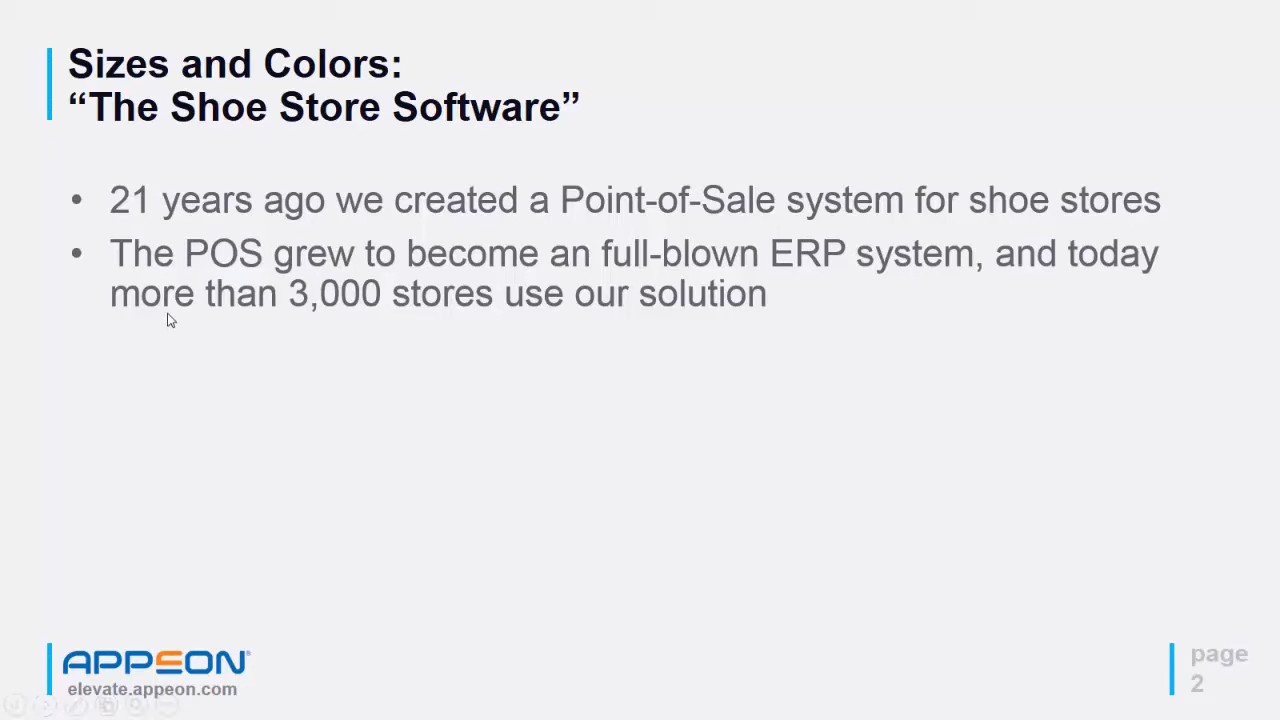 Sizes and Colors:
“The Shoe Store Software”
• 21 years ago we created a Point-of-Sale system for shoe stores
• The POS grew to become an full-blown ERP system, and today
more than 3,000 stores use our solution
APPEON®
elevate.appeon.com
page
2